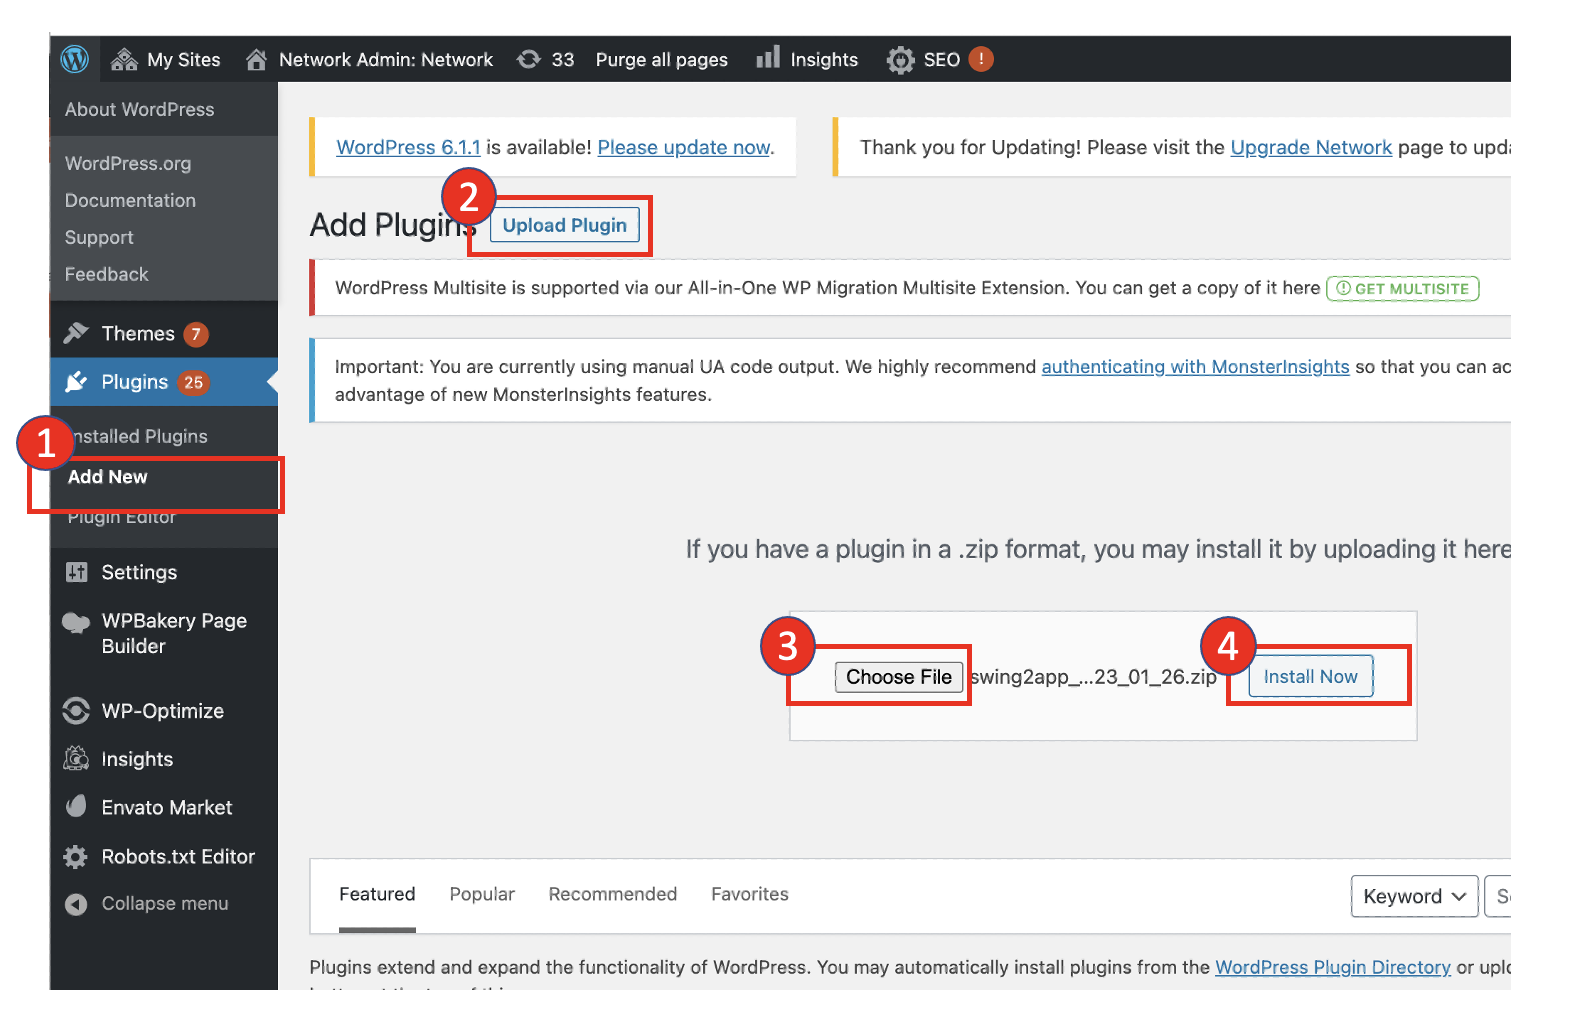 My Sites Network Admin: Network 33 Purge all pages Insights SEO !
About WordPress
WordPress.org
Documentation
Support
Feedback
Themes 7
Plugins 25
1
Installed Plugins
Add New
Plugin Editor
Settings
WPBakery Page
Builder
WP-Optimize
Insights
Envato Market
Robots.txt Editor
Collapse menu
WordPress 6.1.1 is available! Please update now.
Thank you for Updating! Please visit the Upgrade Network page to upda
2
Add Plugins Upload Plugin
WordPress Multisite is supported via our All-in-One WP Migration Multisite Extension. You can get a copy of it here GET MULTISITE
Important: You are currently using manual UA code output. We highly recommend authenticating with MonsterInsights so that you can ac
advantage of new MonsterInsights features.
If you have a plugin in a .zip format, you may install it by uploading it here
3
Choose File swing2app_...23_01_26.zip
4
Install Now
Featured Popular Recommended Favorites Keyword
Plugins extend and expand the functionality of WordPress. You may automatically install plugins from the WordPress Plugin Directory or uplo